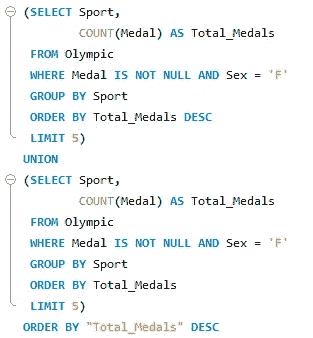 (SELECT Sport,
COUNT(Medal) AS Total_Medals
FROM Olympic
WHERE Medal IS NOT NULL AND Sex = 'F'
GROUP BY Sport
ORDER BY Total_Medals DESC
LIMIT 5)
UNION
(SELECT Sport,
COUNT(Medal) AS Total_Medals
FROM Olympic
WHERE Medal IS NOT NULL AND Sex = 'F'
GROUP BY Sport
ORDER BY Total_Medals
LIMIT 5)
ORDER BY "Total_Medals" DESC